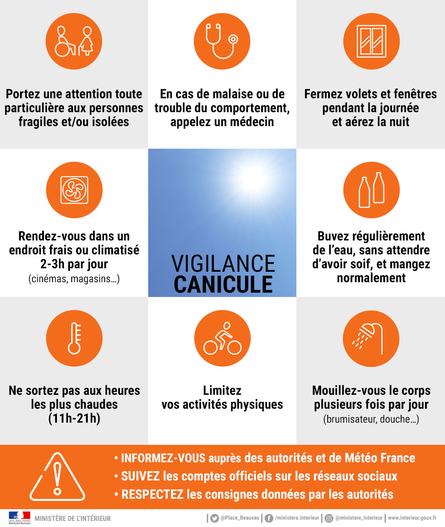 Portez une attention toute
particulière aux personnes
fragiles et/ou isolées
En cas de malaise ou de
trouble du comportement,
appelez un médecin
Fermez volets et fenêtres
pendant la journée
et aérez la nuit
Rendez-vous dans un
endroit frais ou climatisé
2-3h par jour
(cinémas, magasins...)
VIGILANCE
CANICULE
Buvez régulièrement
de l'eau, sans attendre
d'avoir soif, et mangez
normalement
Ne sortez pas aux heures
les plus chaudes
(11h-21h)
Limitez
vos activités physiques
Mouillez-vous le corps
plusieurs fois par jour
(brumisateur, douche...)
• INFORMEZ-VOUS auprès des autorités et de Météo France
• SUIVEZ les comptes officiels sur les réseaux sociaux
• RESPECTEZ les consignes données par les autorités
MINISTÈRE DE L'INTÉRIEUR
@Place_Beauvau | /ministere.interieur | @ministere_interieur | www.interieur.gouv.fr